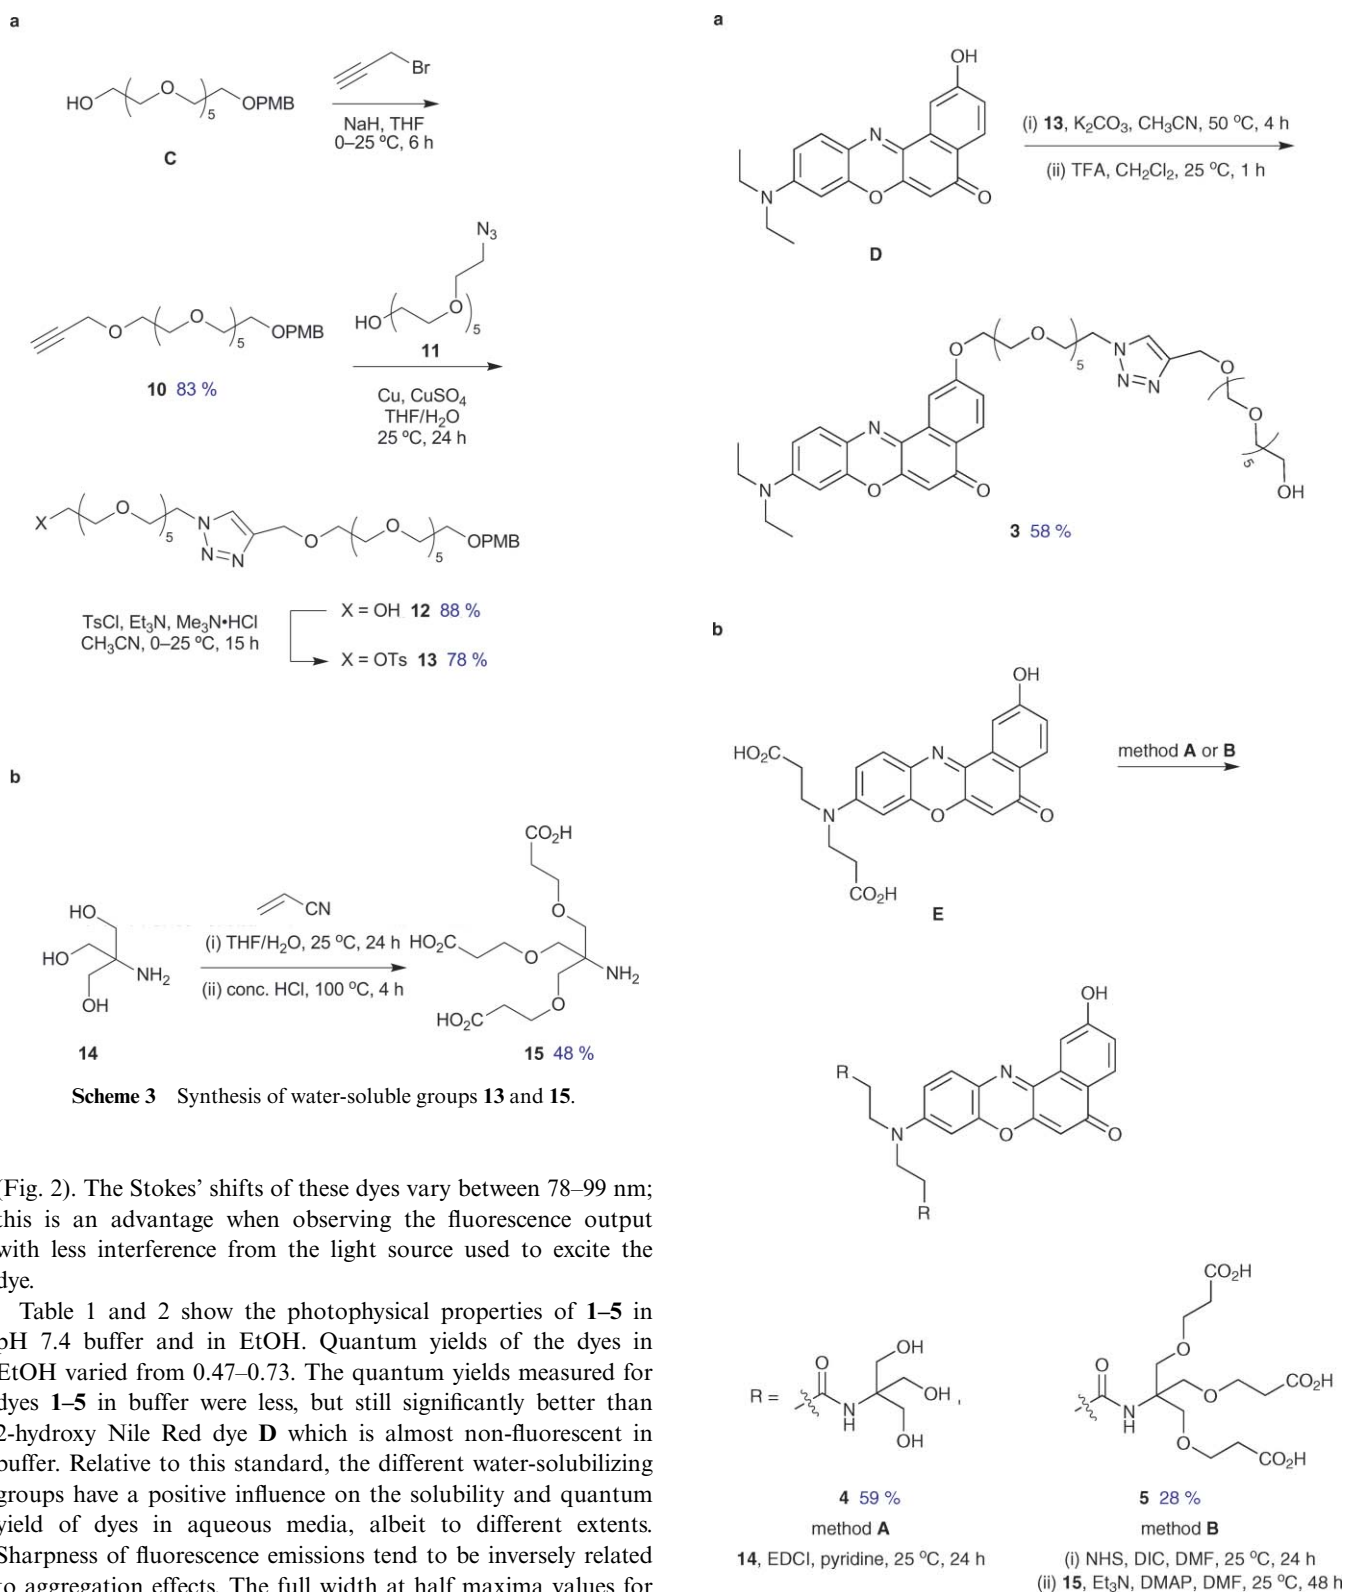 a
Br
HO
O
5
OPMB
NaH, THF
0–25 ºC, 6 h
C
N3
O
O
5
OPMB
HO
O
5
11
10 83 %
Cu, CuSO4
THF/H2O
25 ºC, 24 h
X
O
5
N
N=N
O
O
5
OPMB
TsCl, Et3N, Me3N•HCl
CH3CN, 0–25 ºC, 15 h
X = OH 12 88 %
X = OTs 13 78 %
b
CO2H
CN
HO
HO
OH
NH2
(i) THF/H2O, 25 ºC, 24 h
(ii) conc. HCl, 100 ºC, 4 h
O
HO2C
O
NH2
HO2C
O
14
15 48 %
Scheme 3 Synthesis of water-soluble groups 13 and 15.
(Fig. 2). The Stokes’ shifts of these dyes vary between 78–99 nm;
this is an advantage when observing the fluorescence output
with less interference from the light source used to excite the
dye.
Table 1 and 2 show the photophysical properties of 1–5 in
pH 7.4 buffer and in EtOH. Quantum yields of the dyes in
EtOH varied from 0.47–0.73. The quantum yields measured for
dyes 1–5 in buffer were less, but still significantly better than
2-hydroxy Nile Red dye D which is almost non-fluorescent in
buffer. Relative to this standard, the different water-solubilizing
groups have a positive influence on the solubility and quantum
yield of dyes in aqueous media, albeit to different extents.
Sharpness of fluorescence emissions tend to be inversely related
to aggregation effects. The full width at half maxima values for
a
OH
N
N
O
O
D
(i) 13, K2CO3, CH3CN, 50 ºC, 4 h
(ii) TFA, CH2Cl2, 25 ºC, 1 h
O
O
5
N
N=N
O
O
5
OH
N
N
O
O
3 58 %
b
OH
HO2C
N
N
O
O
CO2H
E
method A or B
OH
R
N
N
O
O
R
R =
O
N
H
OH
OH
OH
,
O
N
H
O
CO2H
O
CO2H
O
CO2H
4 59 %
5 28 %
method A
method B
14, EDCI, pyridine, 25 ºC, 24 h
(i) NHS, DIC, DMF, 25 ºC, 24 h
(ii) 15, Et3N, DMAP, DMF, 25 ºC, 48 h